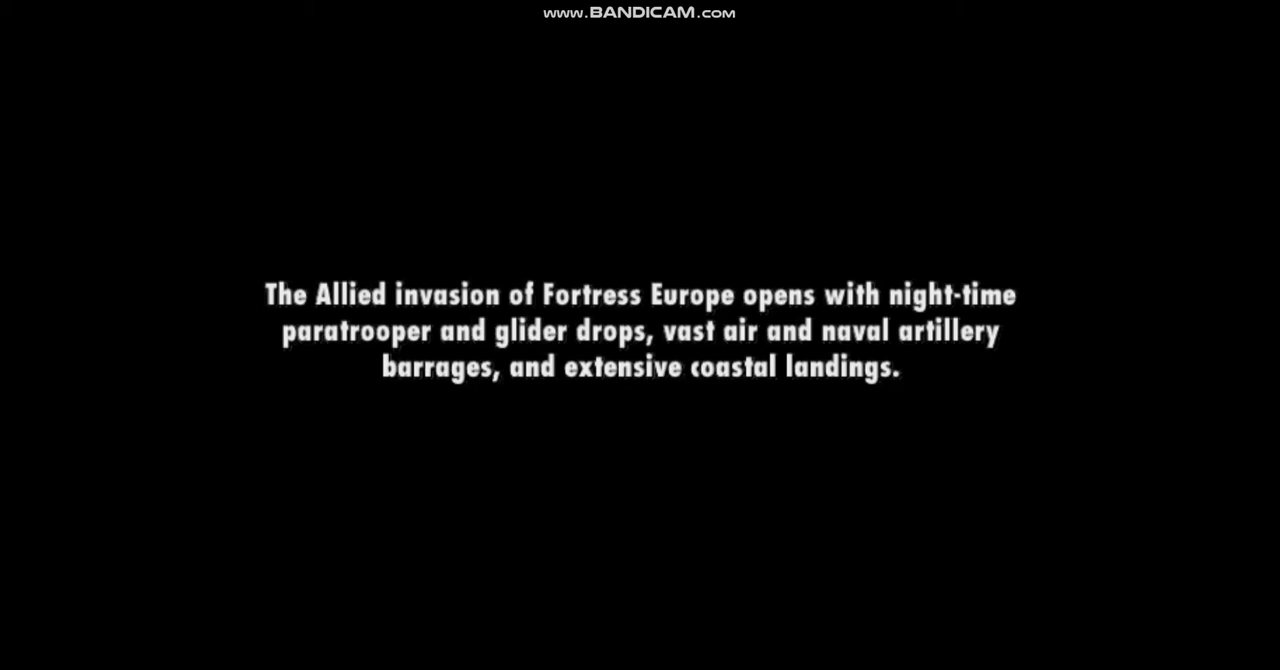 www.BANDICAM.com
The Allied invasion of Fortress Europe opens with night-time
paratrooper and glider drops, vast air and naval artillery
barrages, and extensive coastal landings.